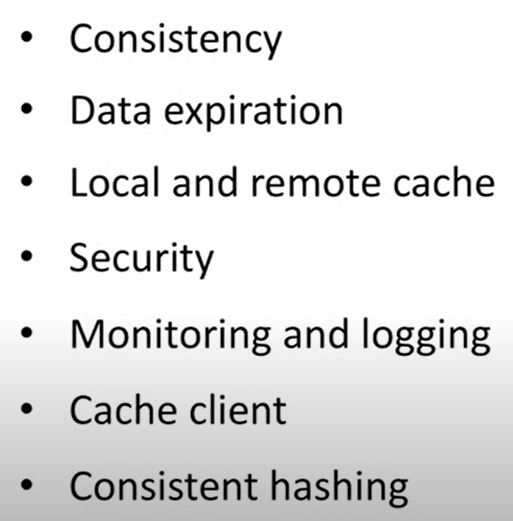 • Consistency
• Data expiration
• Local and remote cache
• Security
• Monitoring and logging
• Cache client
• Consistent hashing